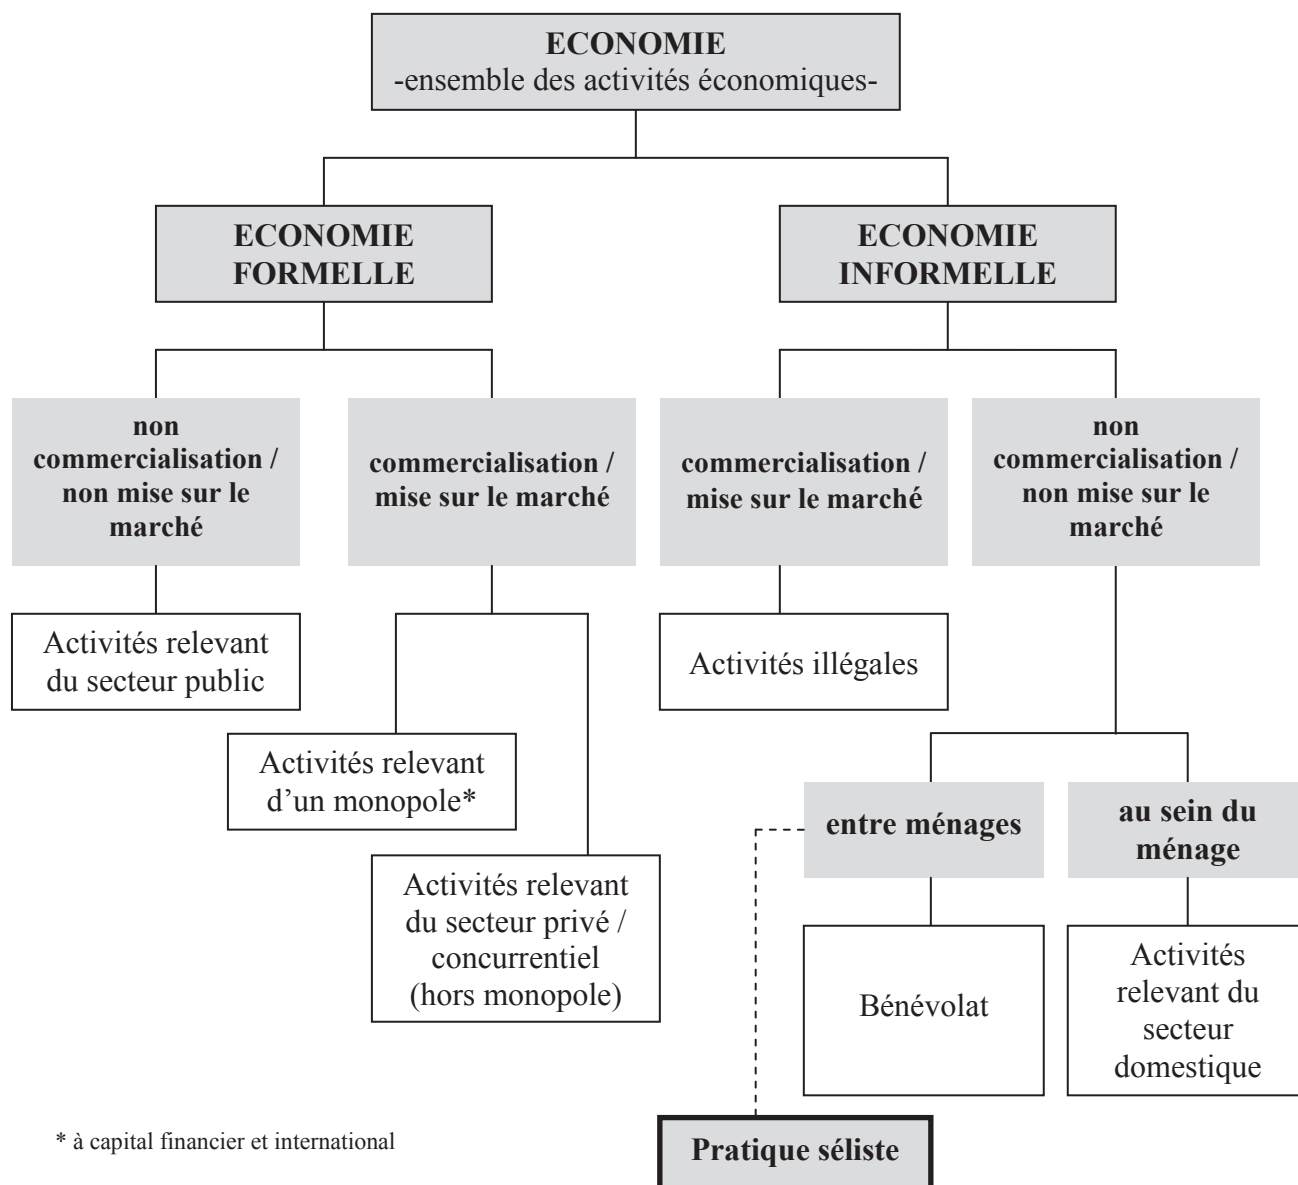 ECONOMIE
-ensemble des activités économiques-
ECONOMIE
FORMELLE
ECONOMIE
INFORMELLE
non
commercialisation /
non mise sur le
marché
commercialisation /
mise sur le marché
commercialisation /
mise sur le marché
non
commercialisation /
non mise sur le
marché
Activités relevant
du secteur public
Activités illégales
Activités relevant
d’un monopole*
entre ménages
au sein du
ménage
Activités relevant
du secteur privé /
concurrentiel
(hors monopole)
Bénévolat
Activités
relevant du
secteur
domestique
* à capital financier et international
Pratique séliste